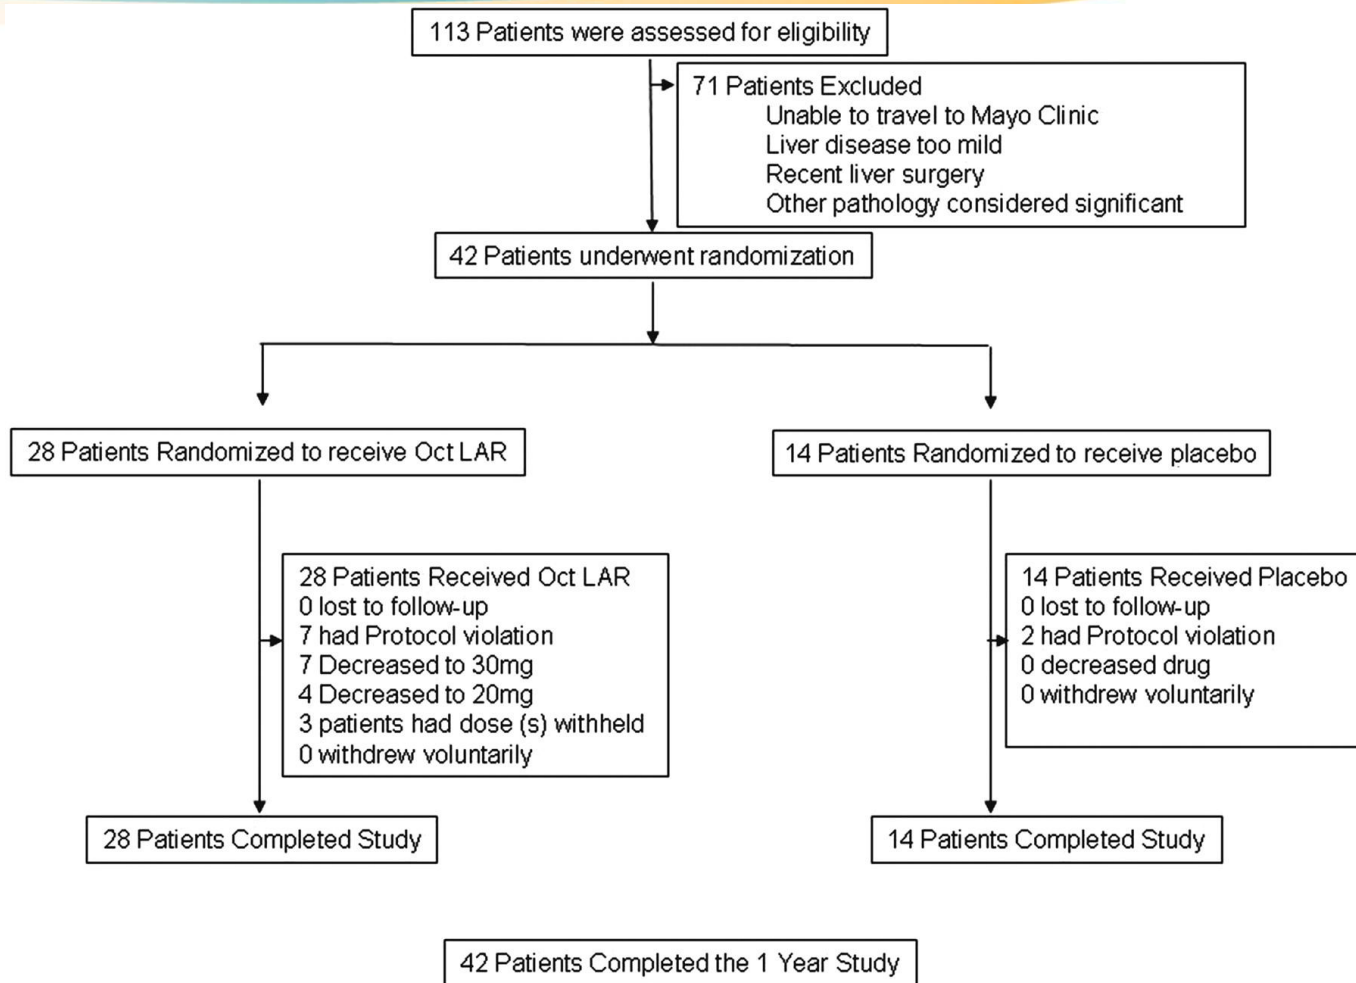 113 Patients were assessed for eligibility
71 Patients Excluded
Unable to travel to Mayo Clinic
Liver disease too mild
Recent liver surgery
Other pathology considered significant
42 Patients underwent randomization
28 Patients Randomized to receive Oct LAR
14 Patients Randomized to receive placebo
28 Patients Received Oct LAR
0 lost to follow-up
7 had Protocol violation
7 Decreased to 30mg
4 Decreased to 20mg
3 patients had dose (s) withheld
0 withdrew voluntarily
14 Patients Received Placebo
0 lost to follow-up
2 had Protocol violation
0 decreased drug
0 withdrew voluntarily
28 Patients Completed Study
14 Patients Completed Study
42 Patients Completed the 1 Year Study